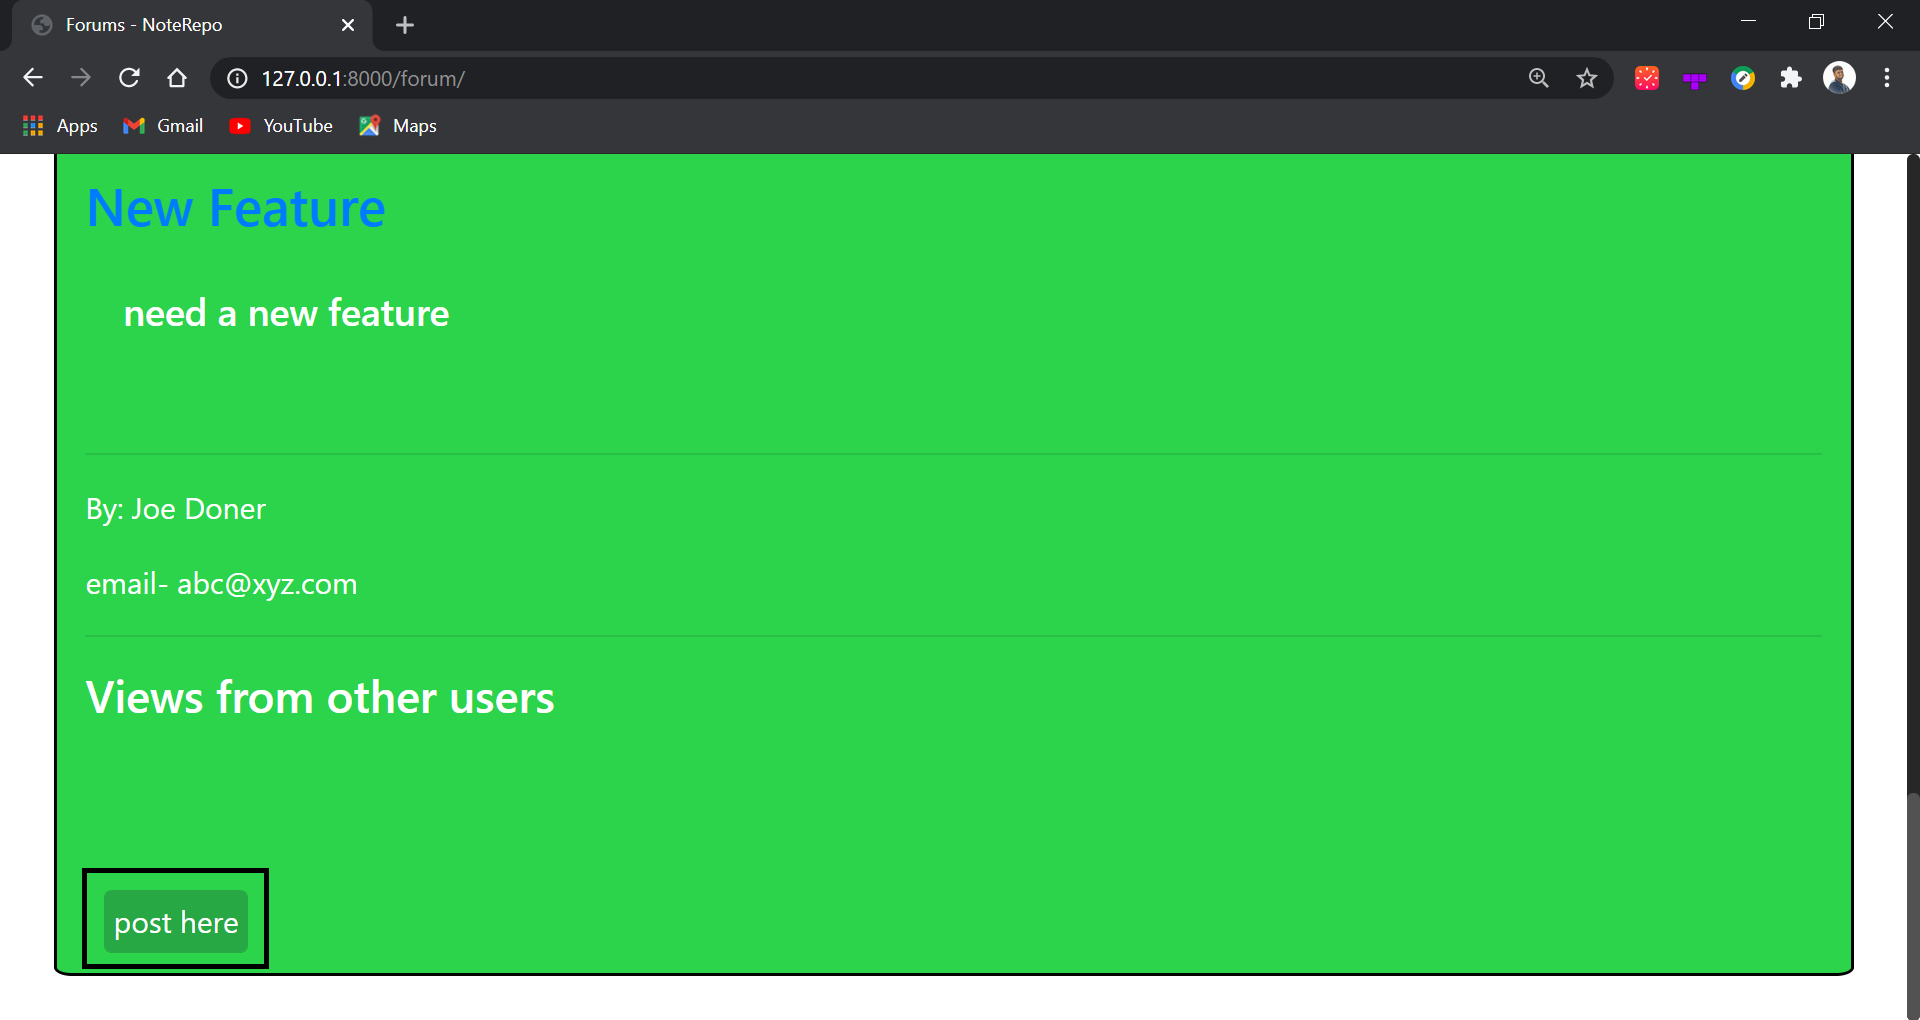 Forums - NoteRepo
127.0.0.1:8000/forum/
Apps Gmail YouTube Maps
New Feature
need a new feature
By: Joe Doner
email- abc@xyz.com
Views from other users
post here